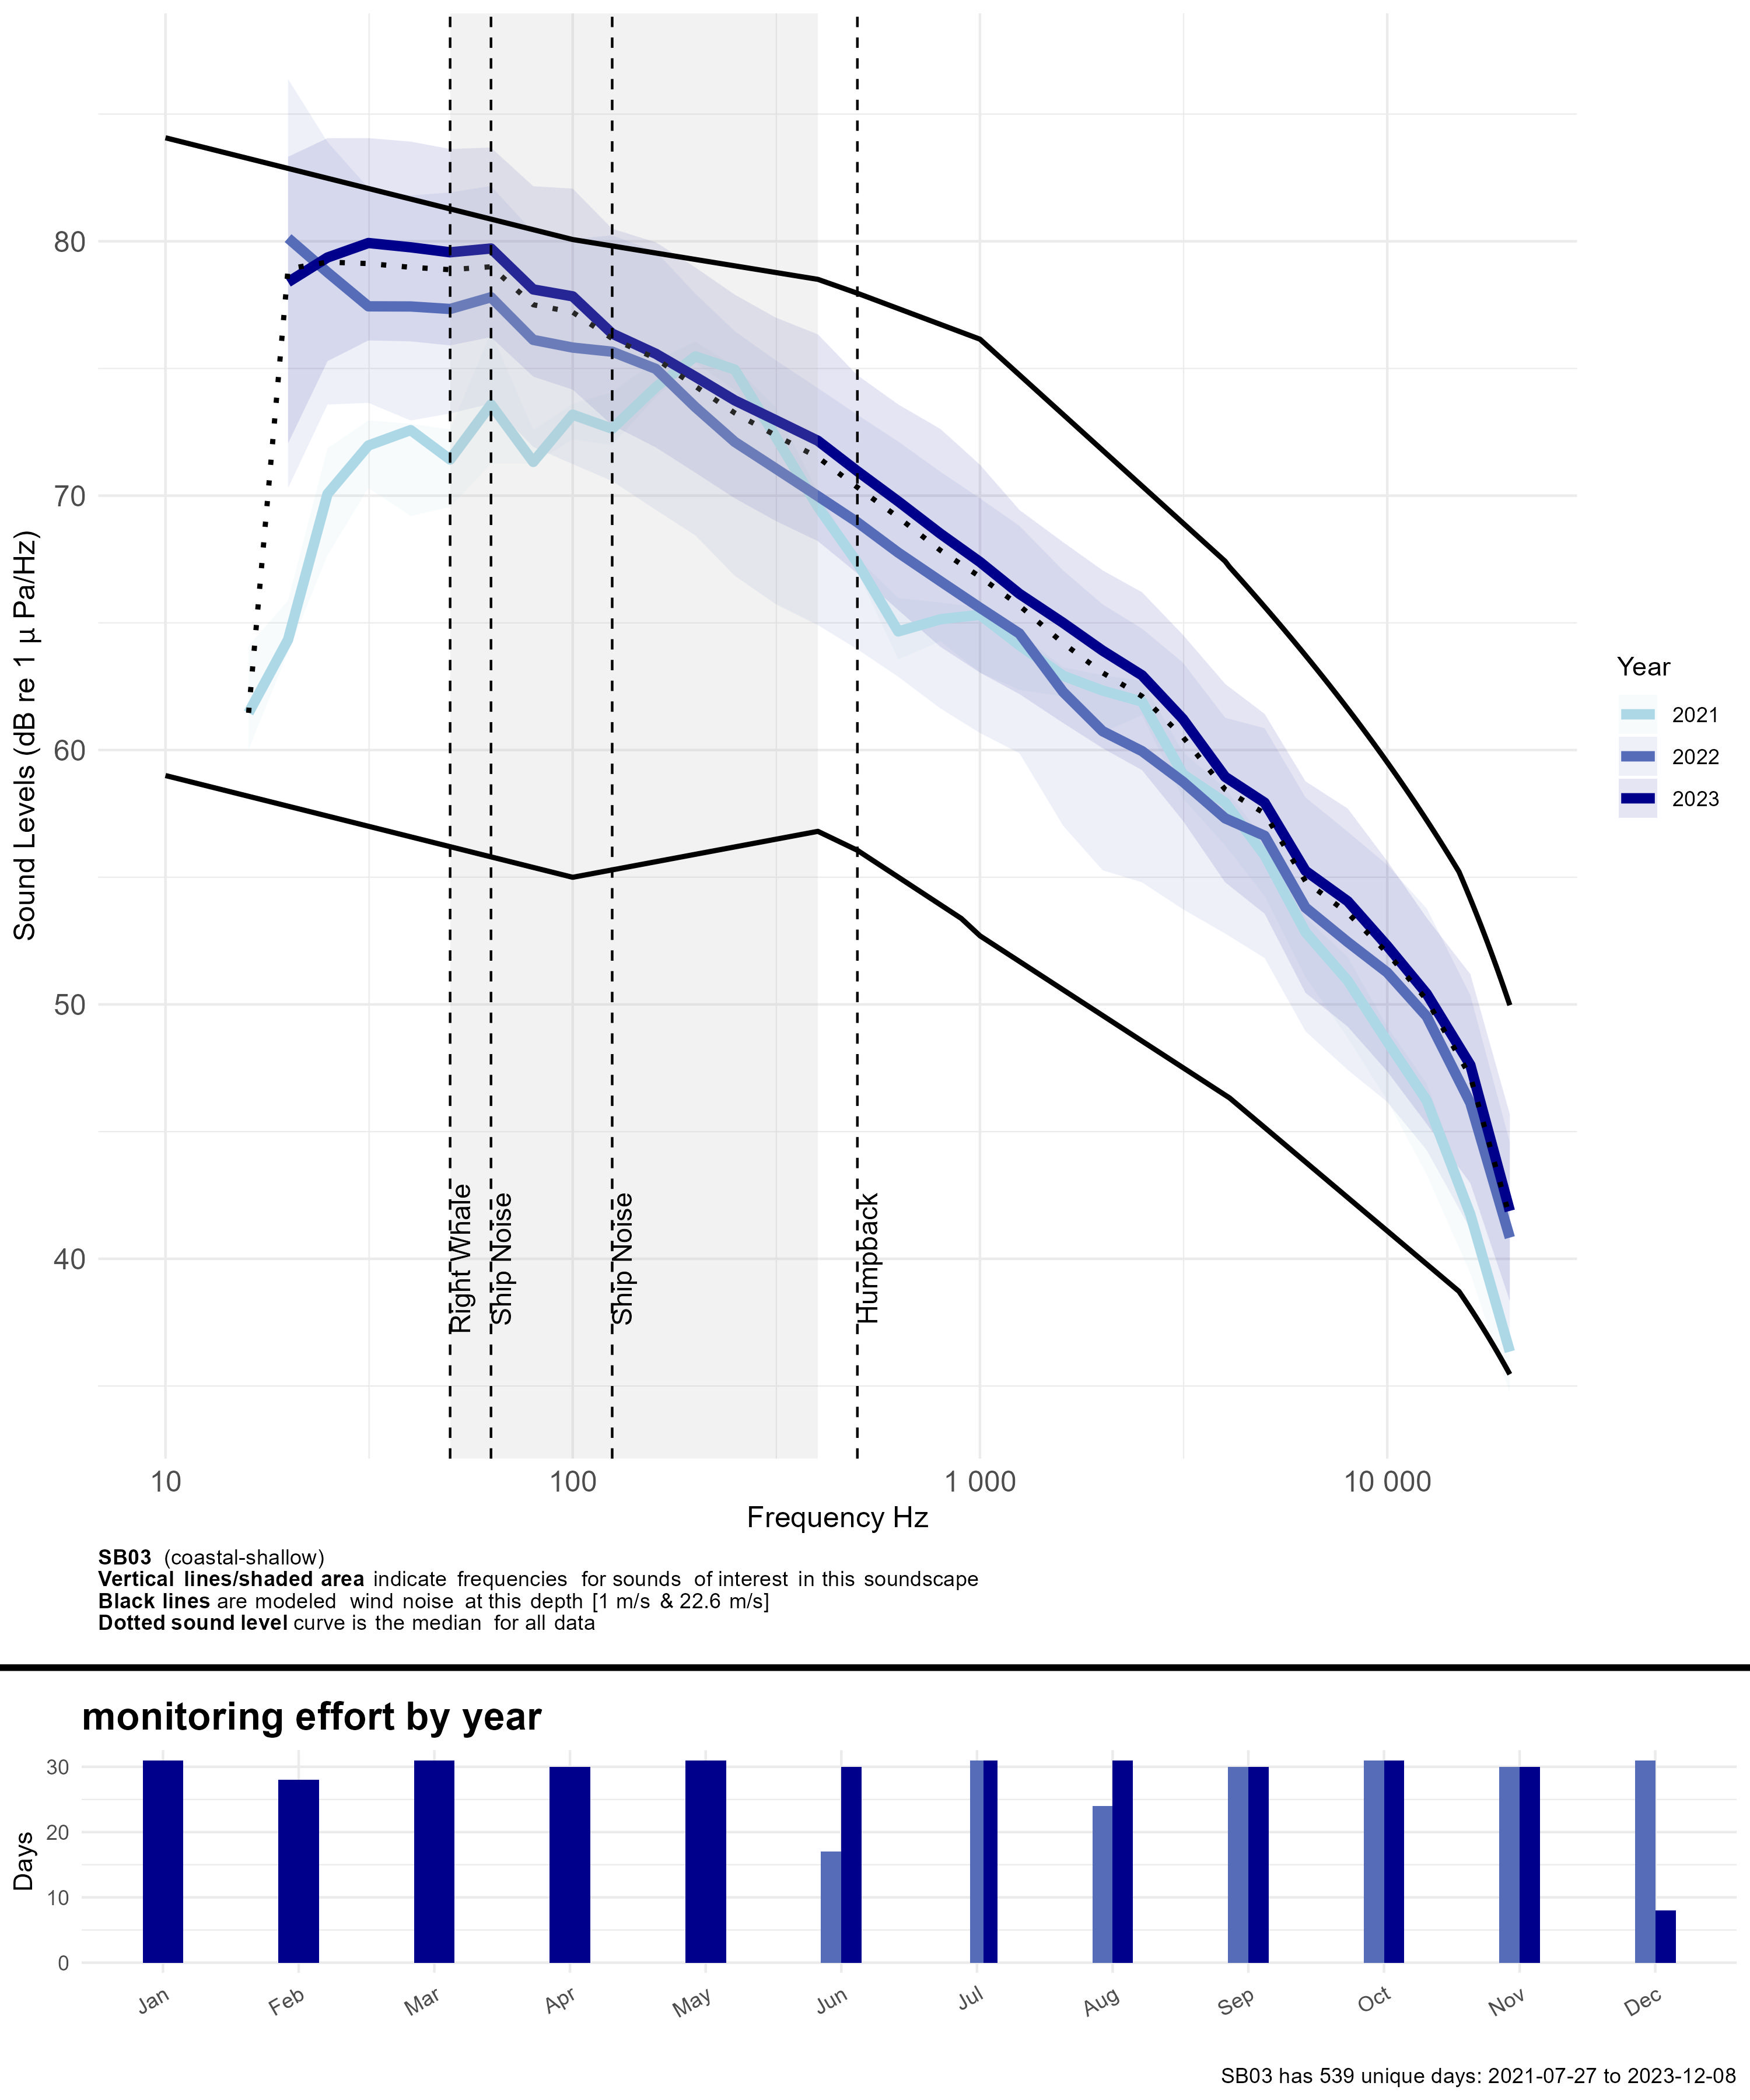 80
70
60
50
40
Sound Levels (dB re 1 µ Pa/Hz)
Right Whale
Ship Noise
Ship Noise
Humpback
Year
2021
2022
2023
10
100
1 000
10 000
Frequency Hz
SB03 (coastal-shallow)
Vertical lines/shaded area indicate frequencies for sounds of interest in this soundscape
Black lines are modeled wind noise at this depth [1 m/s & 22.6 m/s]
Dotted sound level curve is the median for all data
monitoring effort by year
30
20
10
0
Days
Jan
Feb
Mar
Apr
May
Jun
Jul
Aug
Sep
Oct
Nov
Dec
SB03 has 539 unique days: 2021-07-27 to 2023-12-08